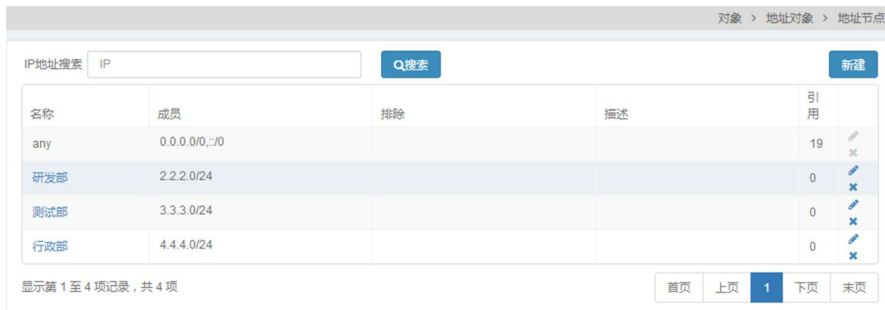 对象 > 地址对象 > 地址节点
IP地址搜索 IP 搜索 新建
名称 成员 排除 描述 引用
any 0.0.0.0/0,::/0 19
研发部 2.2.2.0/24 0
测试部 3.3.3.0/24 0
行政部 4.4.4.0/24 0
显示第 1 至 4 项记录，共 4 项 首页 上页 1 下页 末页